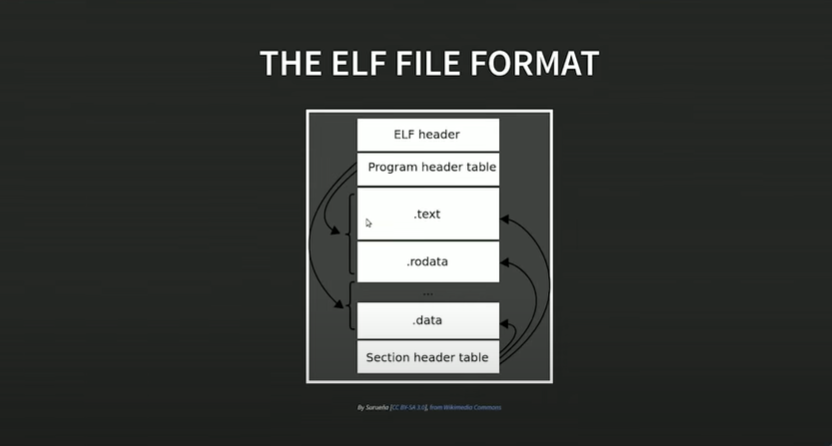 THE ELF FILE FORMAT
ELF header
Program header table
.text
.rodata
...
.data
Section header table
By Surueña [CC BY-SA 3.0], from Wikimedia Commons